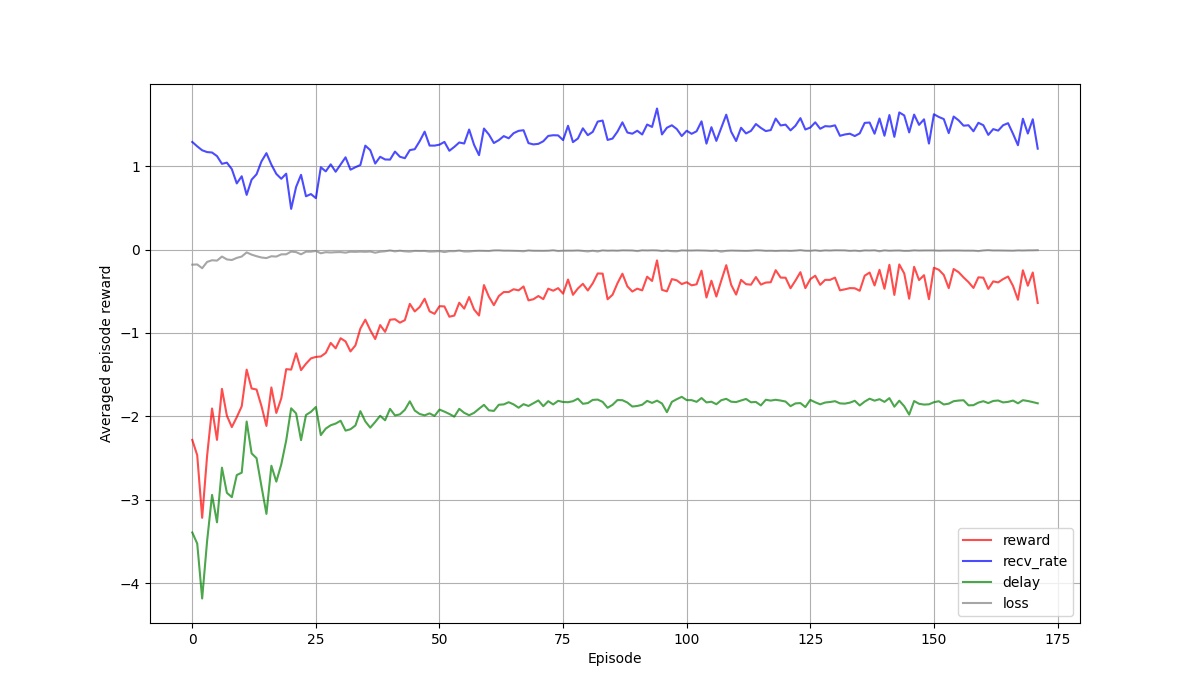 1
0
−1
−2
−3
−4
Averaged episode reward
reward
recv_rate
delay
loss
0 25 50 75 100 125 150 175
Episode